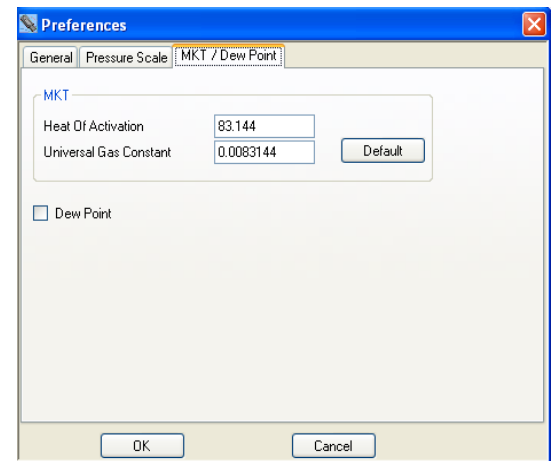 Preferences
General Pressure Scale MKT / Dew Point
MKT
Heat Of Activation 83.144
Universal Gas Constant 0.0083144 Default
Dew Point
OK Cancel